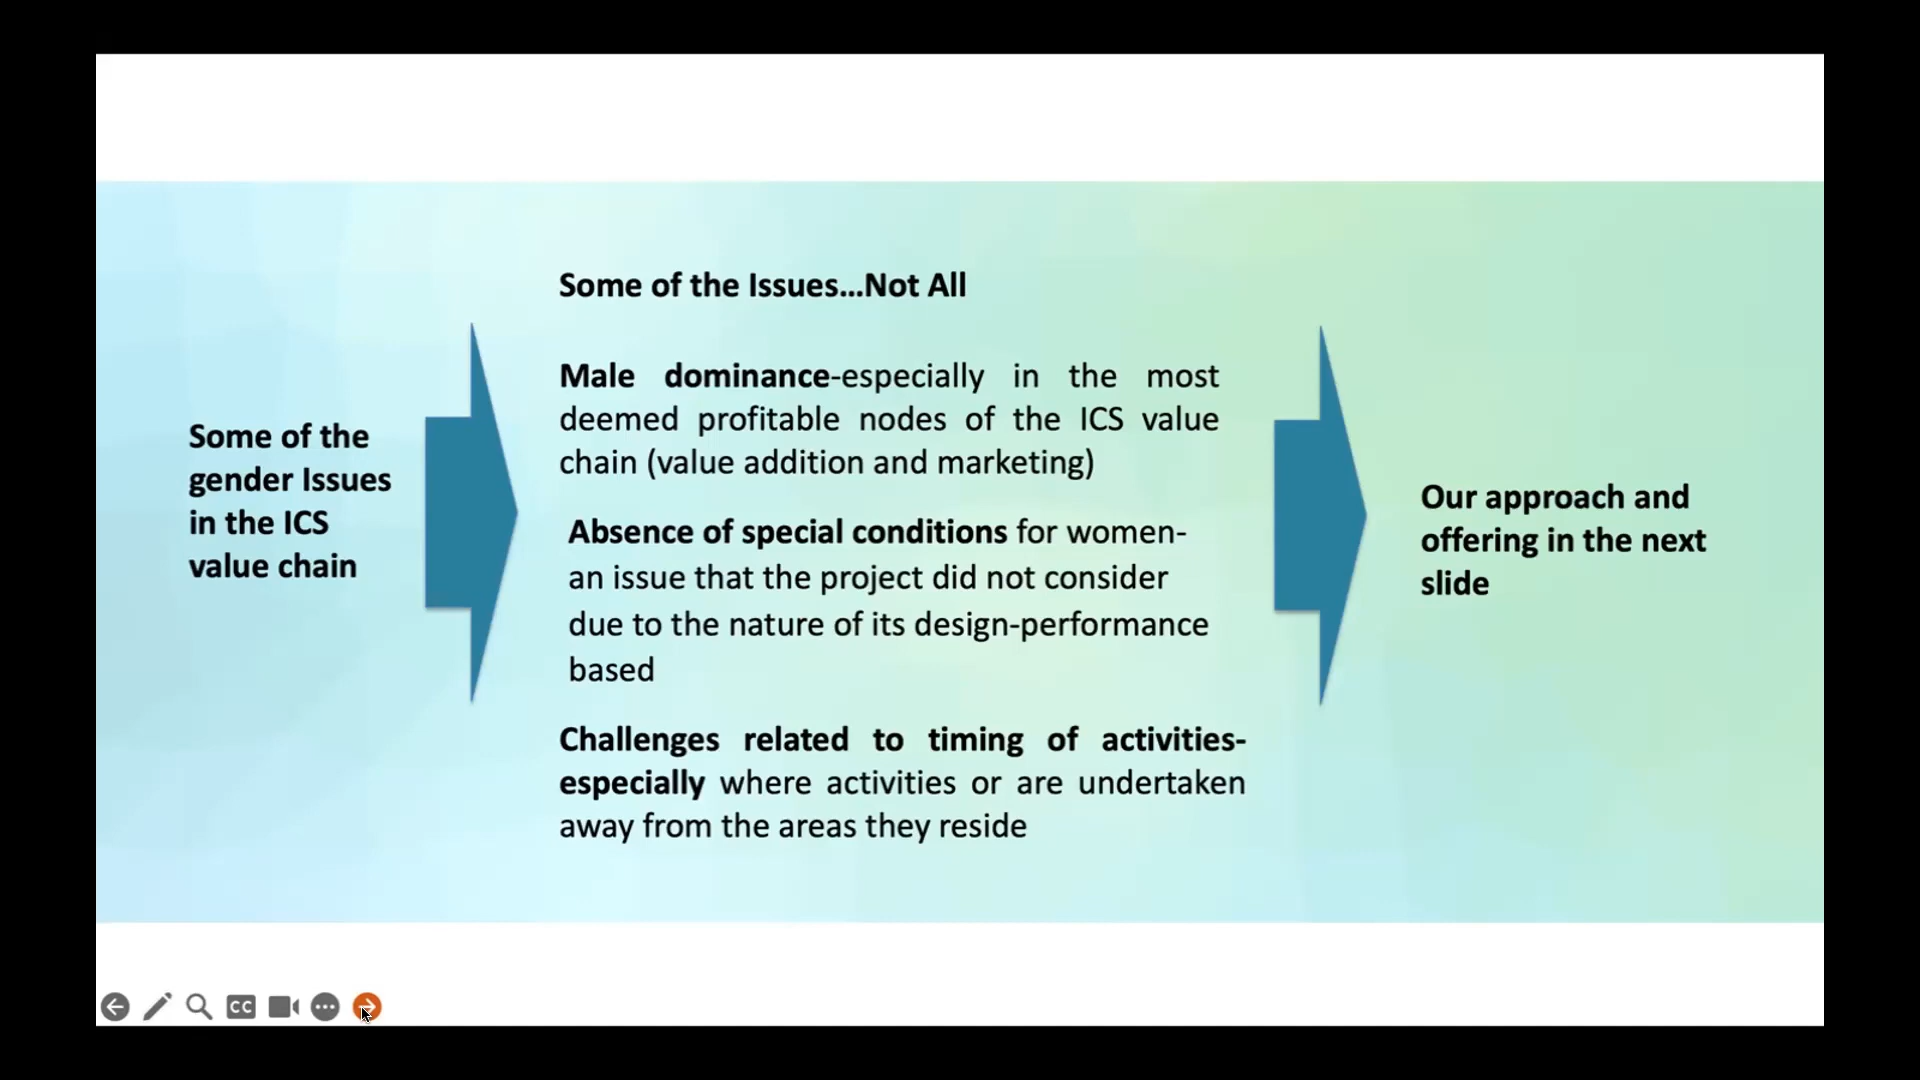 Some of the
gender Issues
in the ICS
value chain
Some of the Issues...Not All
Male dominance-especially in the most
deemed profitable nodes of the ICS value
chain (value addition and marketing)
Absence of special conditions for women-
an issue that the project did not consider
due to the nature of its design-performance
based
Challenges related to timing of activities-
especially where activities or are undertaken
away from the areas they reside
Our approach and
offering in the next
slide
CC